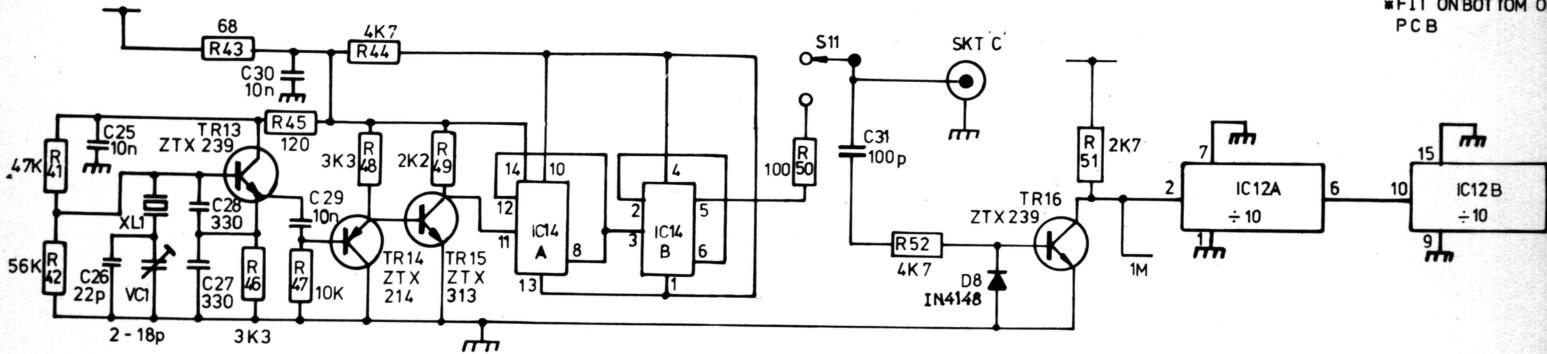 *FIT ON BOTTOM O
PCB
68
R43
4K7
R44
C30
10n
S11
SKT C
C25
10n
TR13
ZTX 239
R45
120
47K
R
41
3K3
R
48
2K2
R
49
14
10
12
11
IC14
A
8
13
4
2
3
IC14
B
5
6
1
100
R
50
C31
100p
R
51
2K7
7
2
IC12A
÷10
6
1
15
10
IC12B
÷10
9
1M
XL1
C28
330
C29
10n
56K
R
42
C26
22p
VC1
2-18p
C27
330
R
46
3K3
R
47
10K
TR14
ZTX
214
TR15
ZTX
313
R52
4K7
D8
IN4148
TR16
ZTX 239